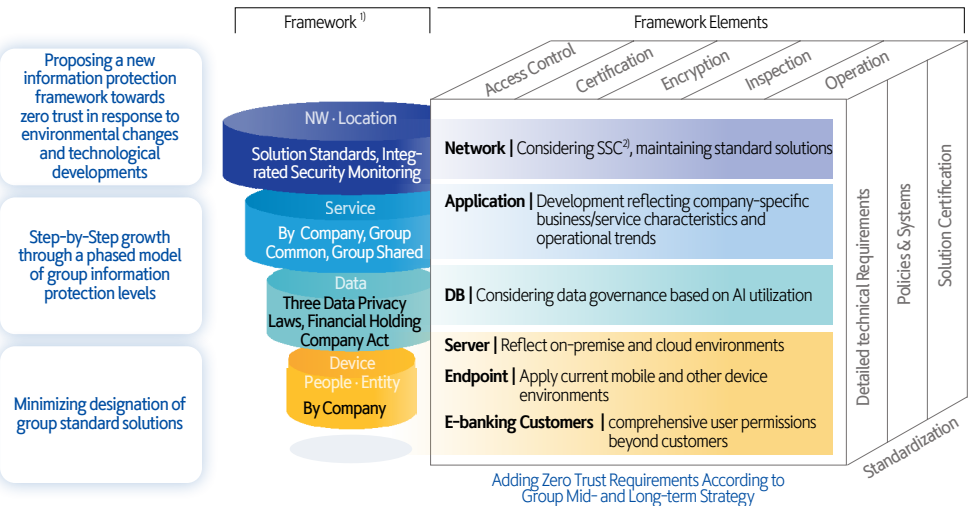 Framework 1)
Framework Elements
Proposing a new
information protection
framework towards
zero trust in response to
environmental changes
and technological
developments
Step-by-Step growth
through a phased model
of group information
protection levels
Minimizing designation of
group standard solutions
NW · Location
Solution Standards, Integ-
rated Security Monitoring
Service
By Company, Group
Common, Group Shared
Data
Three Data Privacy
Laws, Financial Holding
Company Act
Device
People · Entity
By Company
Access Control
Certification
Encryption
Inspection
Operation
Network | Considering SSC2), maintaining standard solutions
Application | Development reflecting company-specific
business/service characteristics and
operational trends
DB | Considering data governance based on AI utilization
Server | Reflect on-premise and cloud environments
Endpoint | Apply current mobile and other device
environments
E-banking Customers | comprehensive user permissions
beyond customers
Detailed technical Requirements
Policies & Systems
Solution Certification
Standardization
Adding Zero Trust Requirements According to
Group Mid- and Long-term Strategy